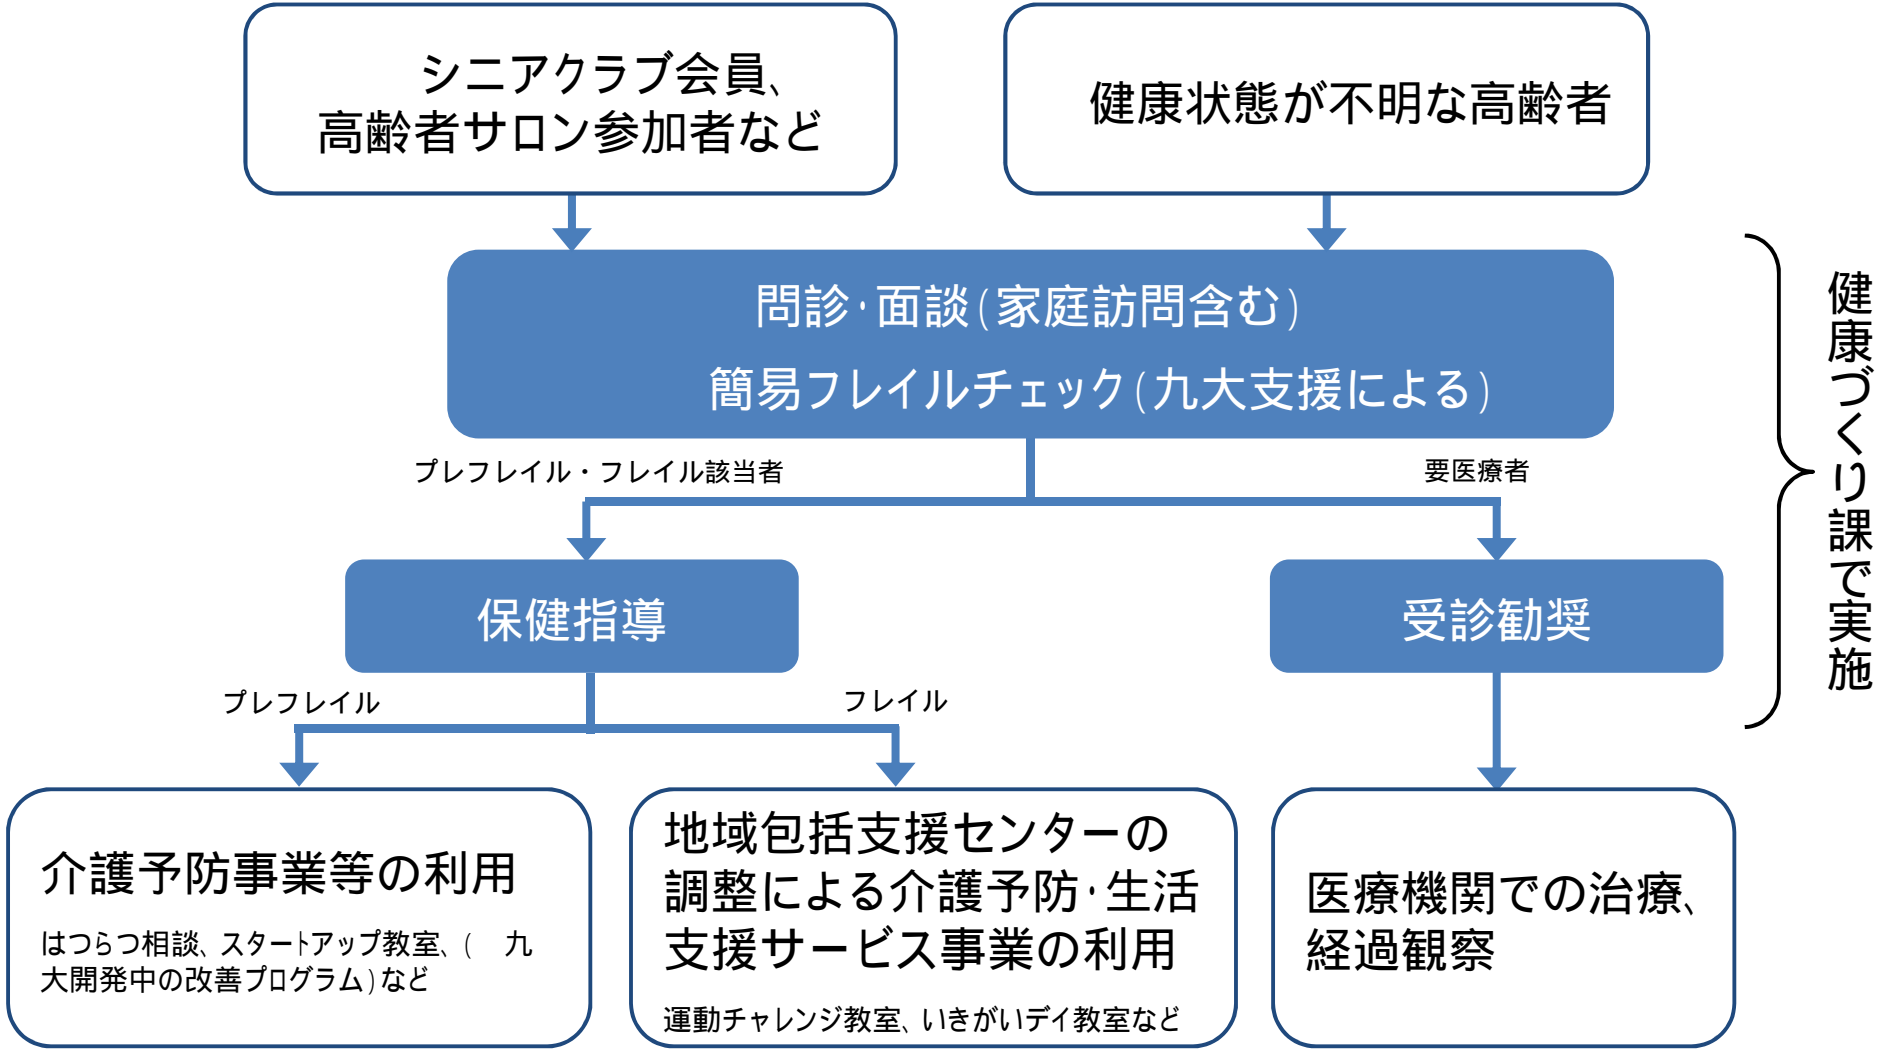 シニアクラブ会員、
高齢者サロン参加者など
健康状態が不明な高齢者
問診・面談(家庭訪問含む)
簡易フレイルチェック(九大支援による)
健康づくり課で実施
プレフレイル・フレイル該当者
要医療者
保健指導
受診勧奨
プレフレイル
フレイル
介護予防事業等の利用
はつらつ相談、スタートアップ教室、(　九
大開発中の改善プログラム)など
地域包括支援センターの
調整による介護予防・生活
支援サービス事業の利用
運動チャレンジ教室、いきがいデイ教室など
医療機関での治療、
経過観察